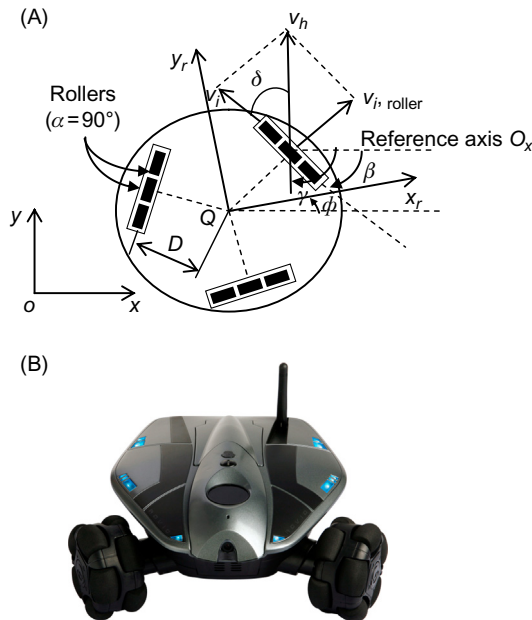 (A)
y_r
v_h
δ
v_i
v_i, roller
Rollers
(α = 90°)
Reference axis O_x
β
γ
ϕ
x_r
Q
D
y
o
x
(B)